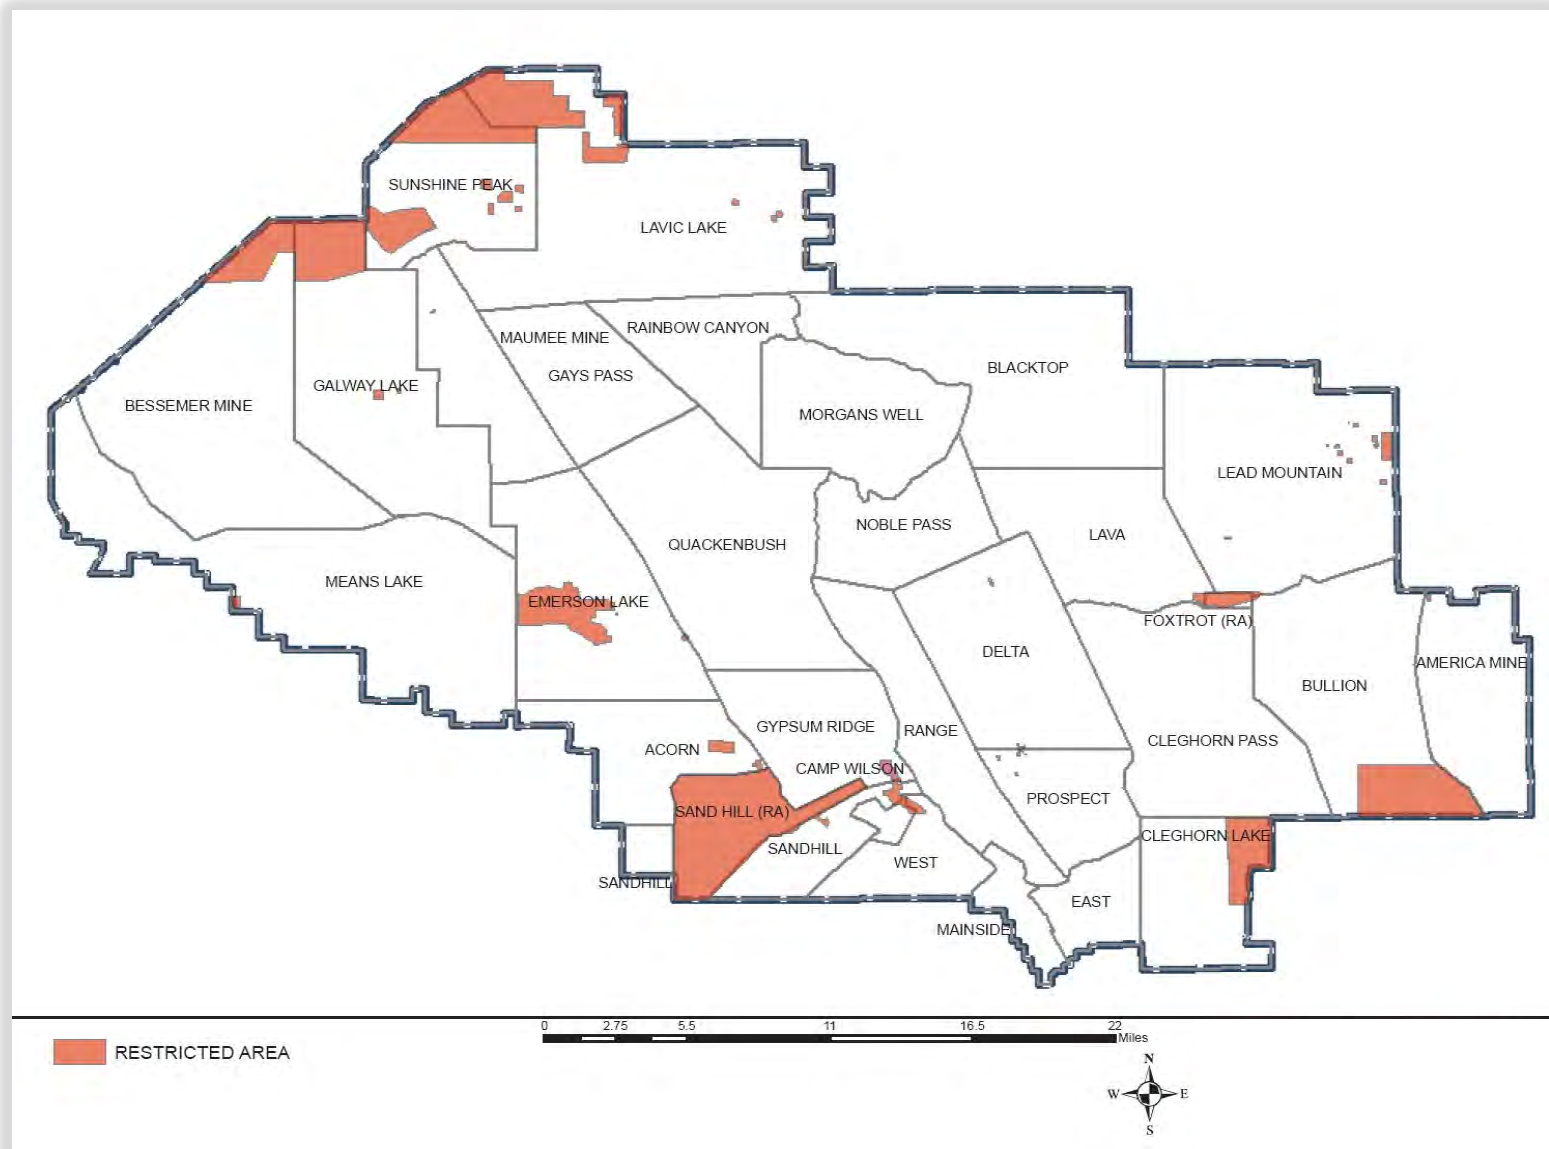 SUNSHINE PEAK
LAVIC LAKE
RAINBOW CANYON
MAUMEE MINE
BLACKTOP
GAYS PASS
GALWAY LAKE
BESSEMER MINE
MORGANS WELL
LEAD MOUNTAIN
NOBLE PASS
LAVA
QUACKENBUSH
MEANS LAKE
EMERSON LAKE
FOXTROT (RA)
DELTA
AMERICA MINE
BULLION
GYPSUM RIDGE
RANGE
CLEGHORN PASS
ACORN
CAMP WILSON
PROSPECT
SAND HILL (RA)
CLEGHORN LAKE
SANDHILL
WEST
SANDHILL
EAST
MAINSIDE
0 2.75 5.5 11 16.5 22
Miles
RESTRICTED AREA
N
W E
S